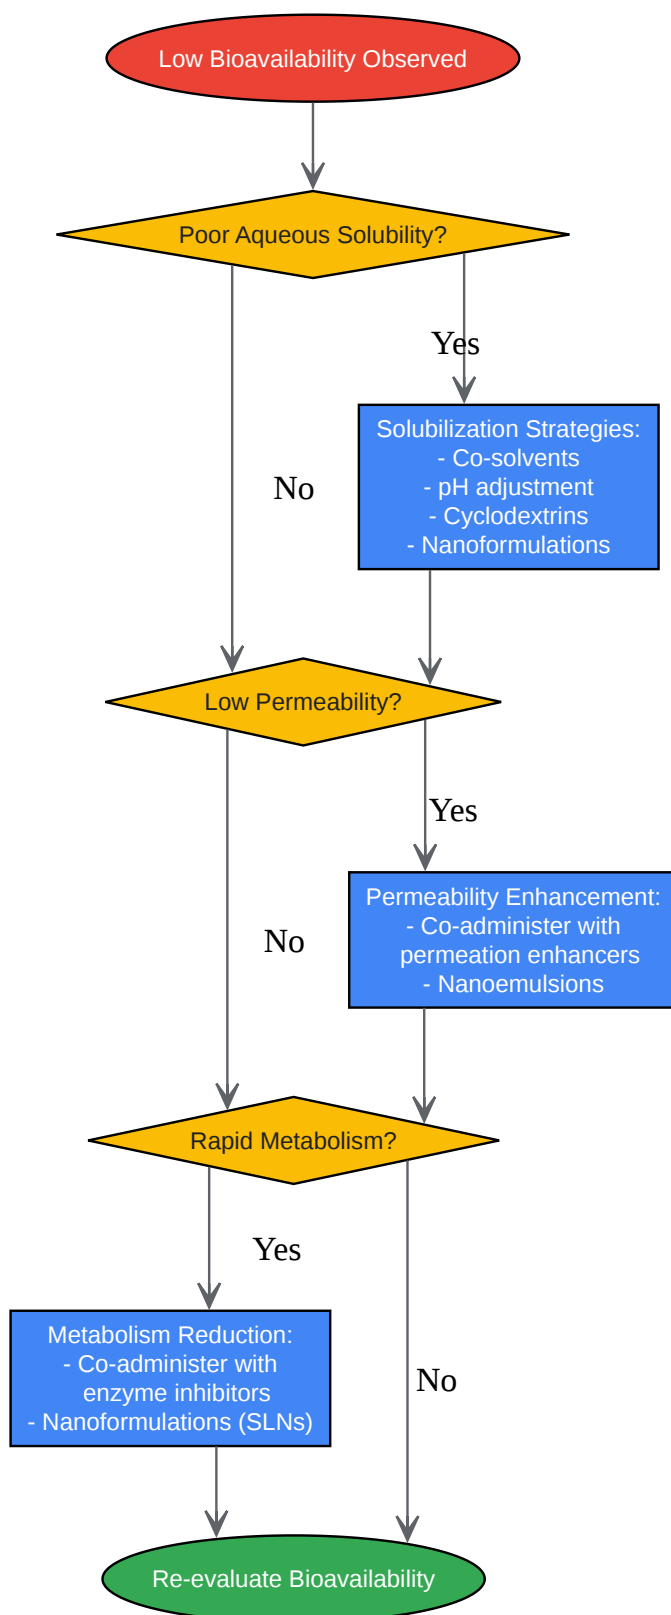 Low Bioavailability Observed
Poor Aqueous Solubility?
Yes
Solubilization Strategies:
- Co-solvents
- pH adjustment
- Cyclodextrins
- Nanoformulations
No
Low Permeability?
Yes
Permeability Enhancement:
- Co-administer with
permeation enhancers
- Nanoemulsions
No
Rapid Metabolism?
Yes
Metabolism Reduction:
- Co-administer with
enzyme inhibitors
- Nanoformulations (SLNs)
No
Re-evaluate Bioavailability